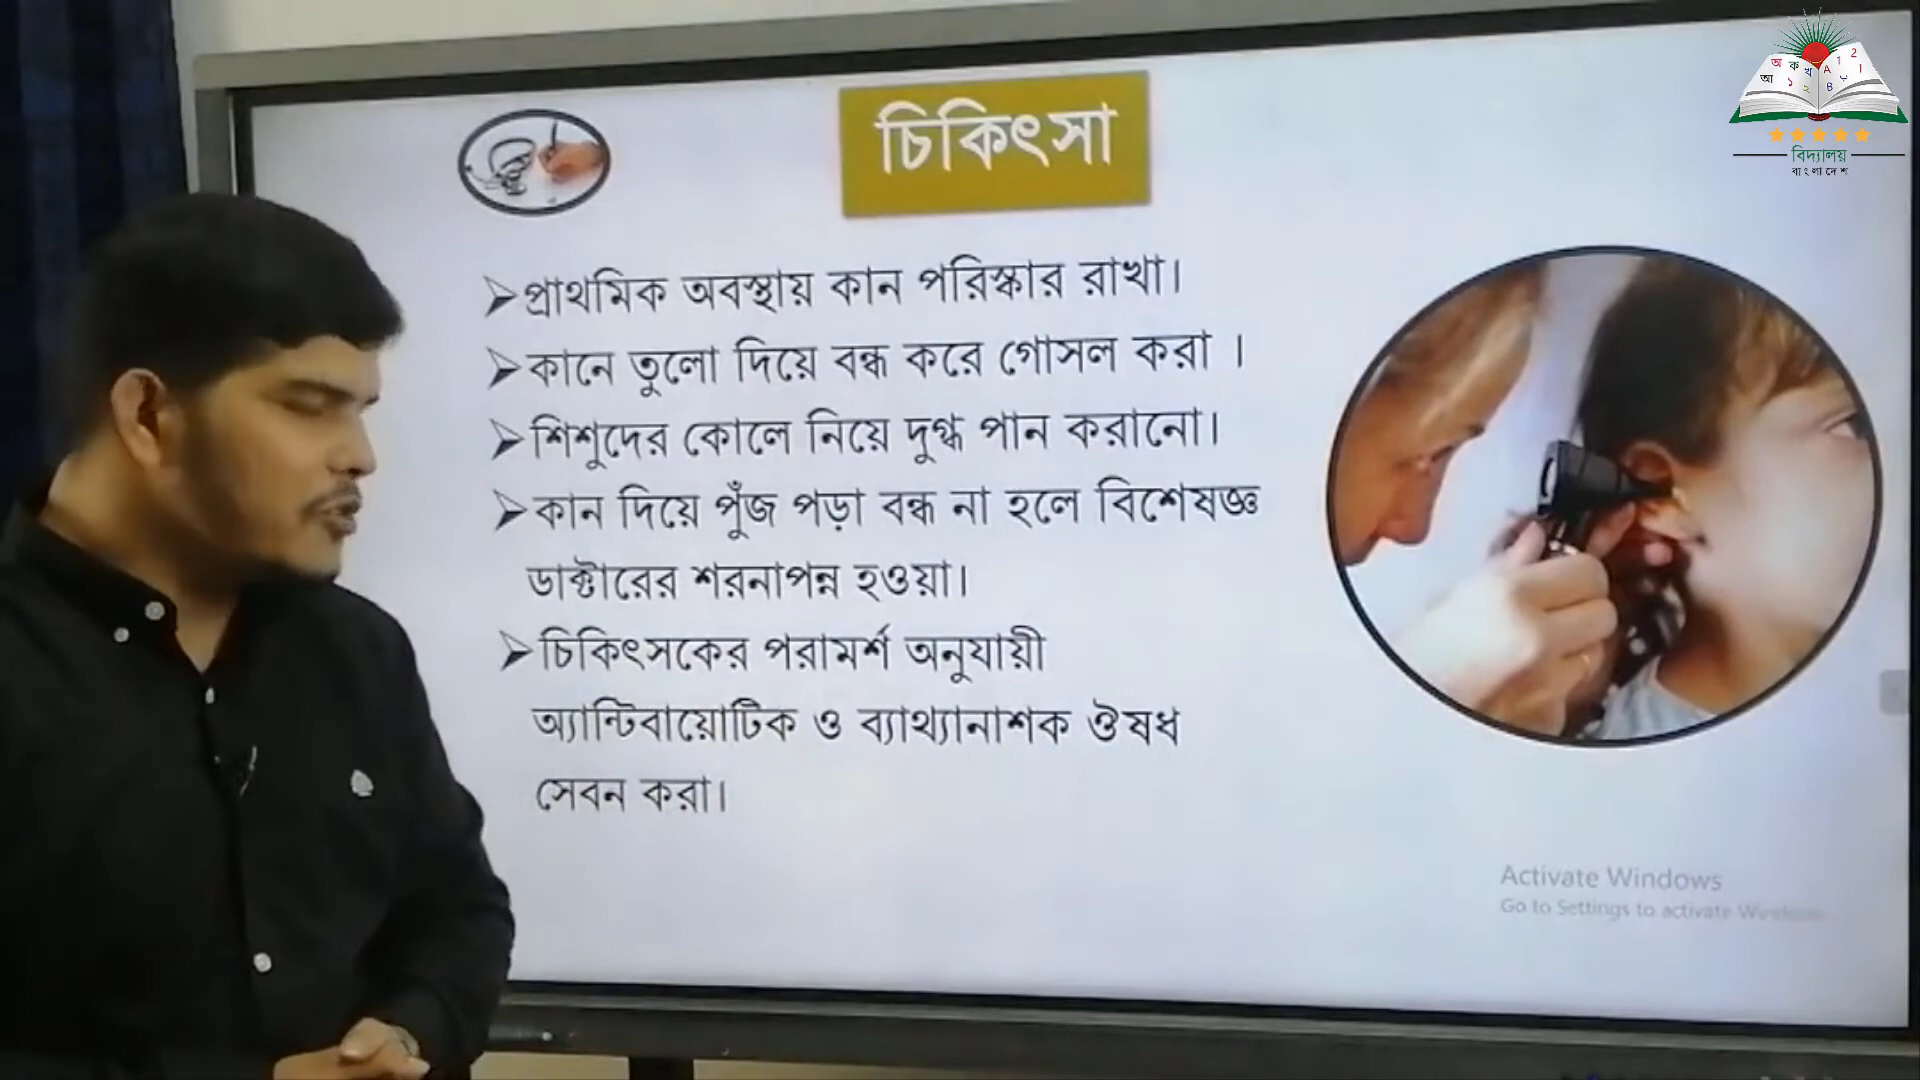 চিকিৎসা
➢প্রাথমিক অবস্থায় কান পরিস্কার রাখা।
➢কানে তুলো দিয়ে বন্ধ করে গোসল করা ।
➢শিশুদের কোলে নিয়ে দুগ্ধ পান করানো।
➢কান দিয়ে পুঁজ পড়া বন্ধ না হলে বিশেষজ্ঞ
ডাক্টারের শরনাপন্ন হওয়া।
➢চিকিৎসকের পরামর্শ অনুযায়ী
অ্যান্টিবায়োটিক ও ব্যাথ্যানাশক ঔষধ
সেবন করা।
Activate Windows
Go to Settings to activate Windows
বিদ্যালয়
বাংলাদেশ